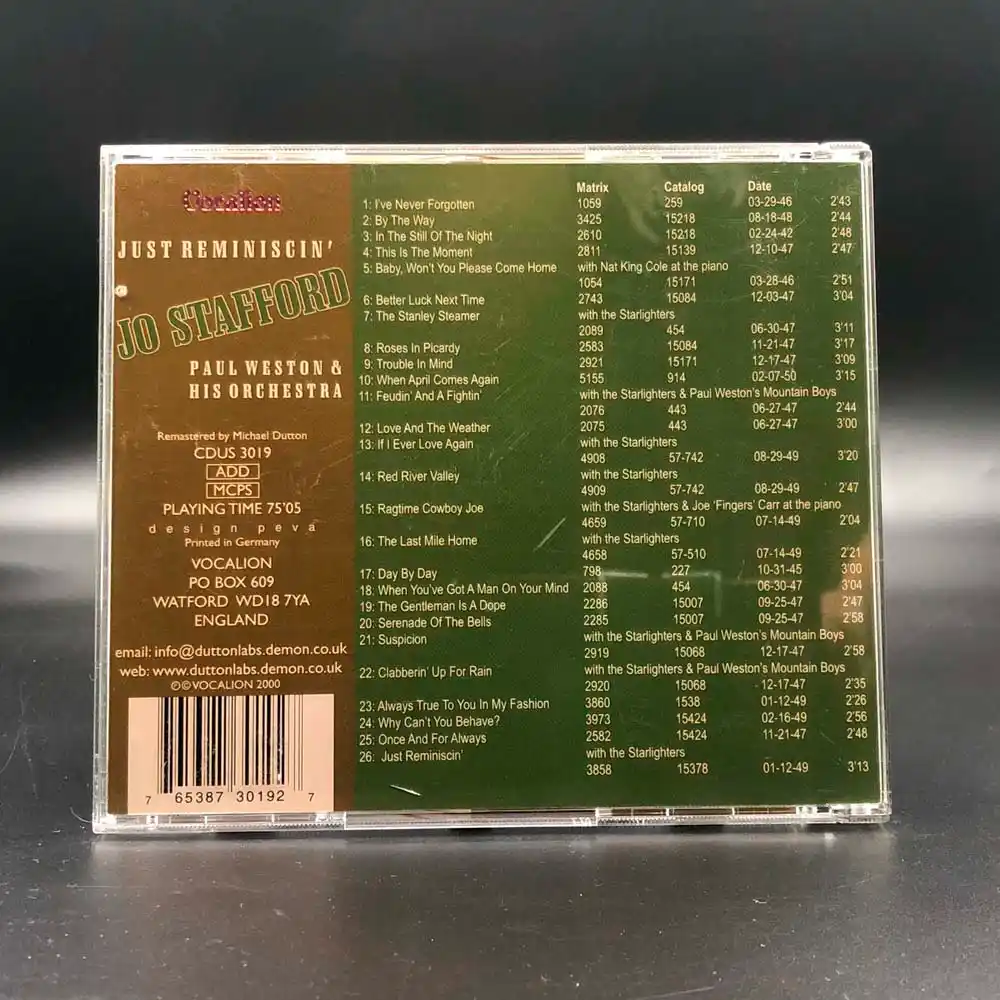 Vocalion
JUST REMINISCIN'
JO STAFFORD
PAUL WESTON &
HIS ORCHESTRA
Remastered by Michael Dutton
CDUS 3019
ADD
MCPS
PLAYING TIME 75'05
design peva
Printed in Germany
VOCALION
PO BOX 609
WATFORD WD18 7YA
ENGLAND
email: info@duttonlabs.demon.co.uk
web: www.duttonlabs.demon.co.uk
℗©VOCALION 2000
7 65387 30192 7
Matrix Catalog Date
1: I've Never Forgotten 1059 259 03-29-46 2'43
2: By The Way 3425 15218 08-18-48 2'44
3: In The Still Of The Night 2610 15218 02-24-42 2'48
4: This Is The Moment 2811 15139 12-10-47 2'47
5: Baby, Won't You Please Come Home with Nat King Cole at the piano
1054 15171 03-28-46 2'51
6: Better Luck Next Time 2743 15084 12-03-47 3'04
7: The Stanley Steamer with the Starlighters
2089 454 06-30-47 3'11
8: Roses In Picardy 2583 15084 11-21-47 3'17
9: Trouble In Mind 2921 15171 12-17-47 3'09
10: When April Comes Again 5155 914 02-07-50 3'15
11: Feudin' And A Fightin' with the Starlighters & Paul Weston's Mountain Boys
2076 443 06-27-47 2'44
12: Love And The Weather 2075 443 06-27-47 3'00
13: If I Ever Love Again with the Starlighters
4908 57-742 08-29-49 3'20
14: Red River Valley with the Starlighters
4909 57-742 08-29-49 2'47
15: Ragtime Cowboy Joe with the Starlighters & Joe 'Fingers' Carr at the piano
4659 57-710 07-14-49 2'04
16: The Last Mile Home with the Starlighters
4658 57-510 07-14-49 2'21
17: Day By Day 798 227 10-31-45 3'00
18: When You've Got A Man On Your Mind 2088 454 06-30-47 3'04
19: The Gentleman Is A Dope 2286 15007 09-25-47 2'47
20: Serenade Of The Bells 2285 15007 09-25-47 2'58
21: Suspicion with the Starlighters & Paul Weston's Mountain Boys
2919 15068 12-17-47 2'58
22: Clabberin' Up For Rain with the Starlighters & Paul Weston's Mountain Boys
2920 15068 12-17-47 2'35
23: Always True To You In My Fashion 3860 1538 01-12-49 2'26
24: Why Can't You Behave? 3973 15424 02-16-49 2'56
25: Once And For Always 2582 15424 11-21-47 2'48
26: Just Reminiscin' with the Starlighters
3858 15378 01-12-49 3'13